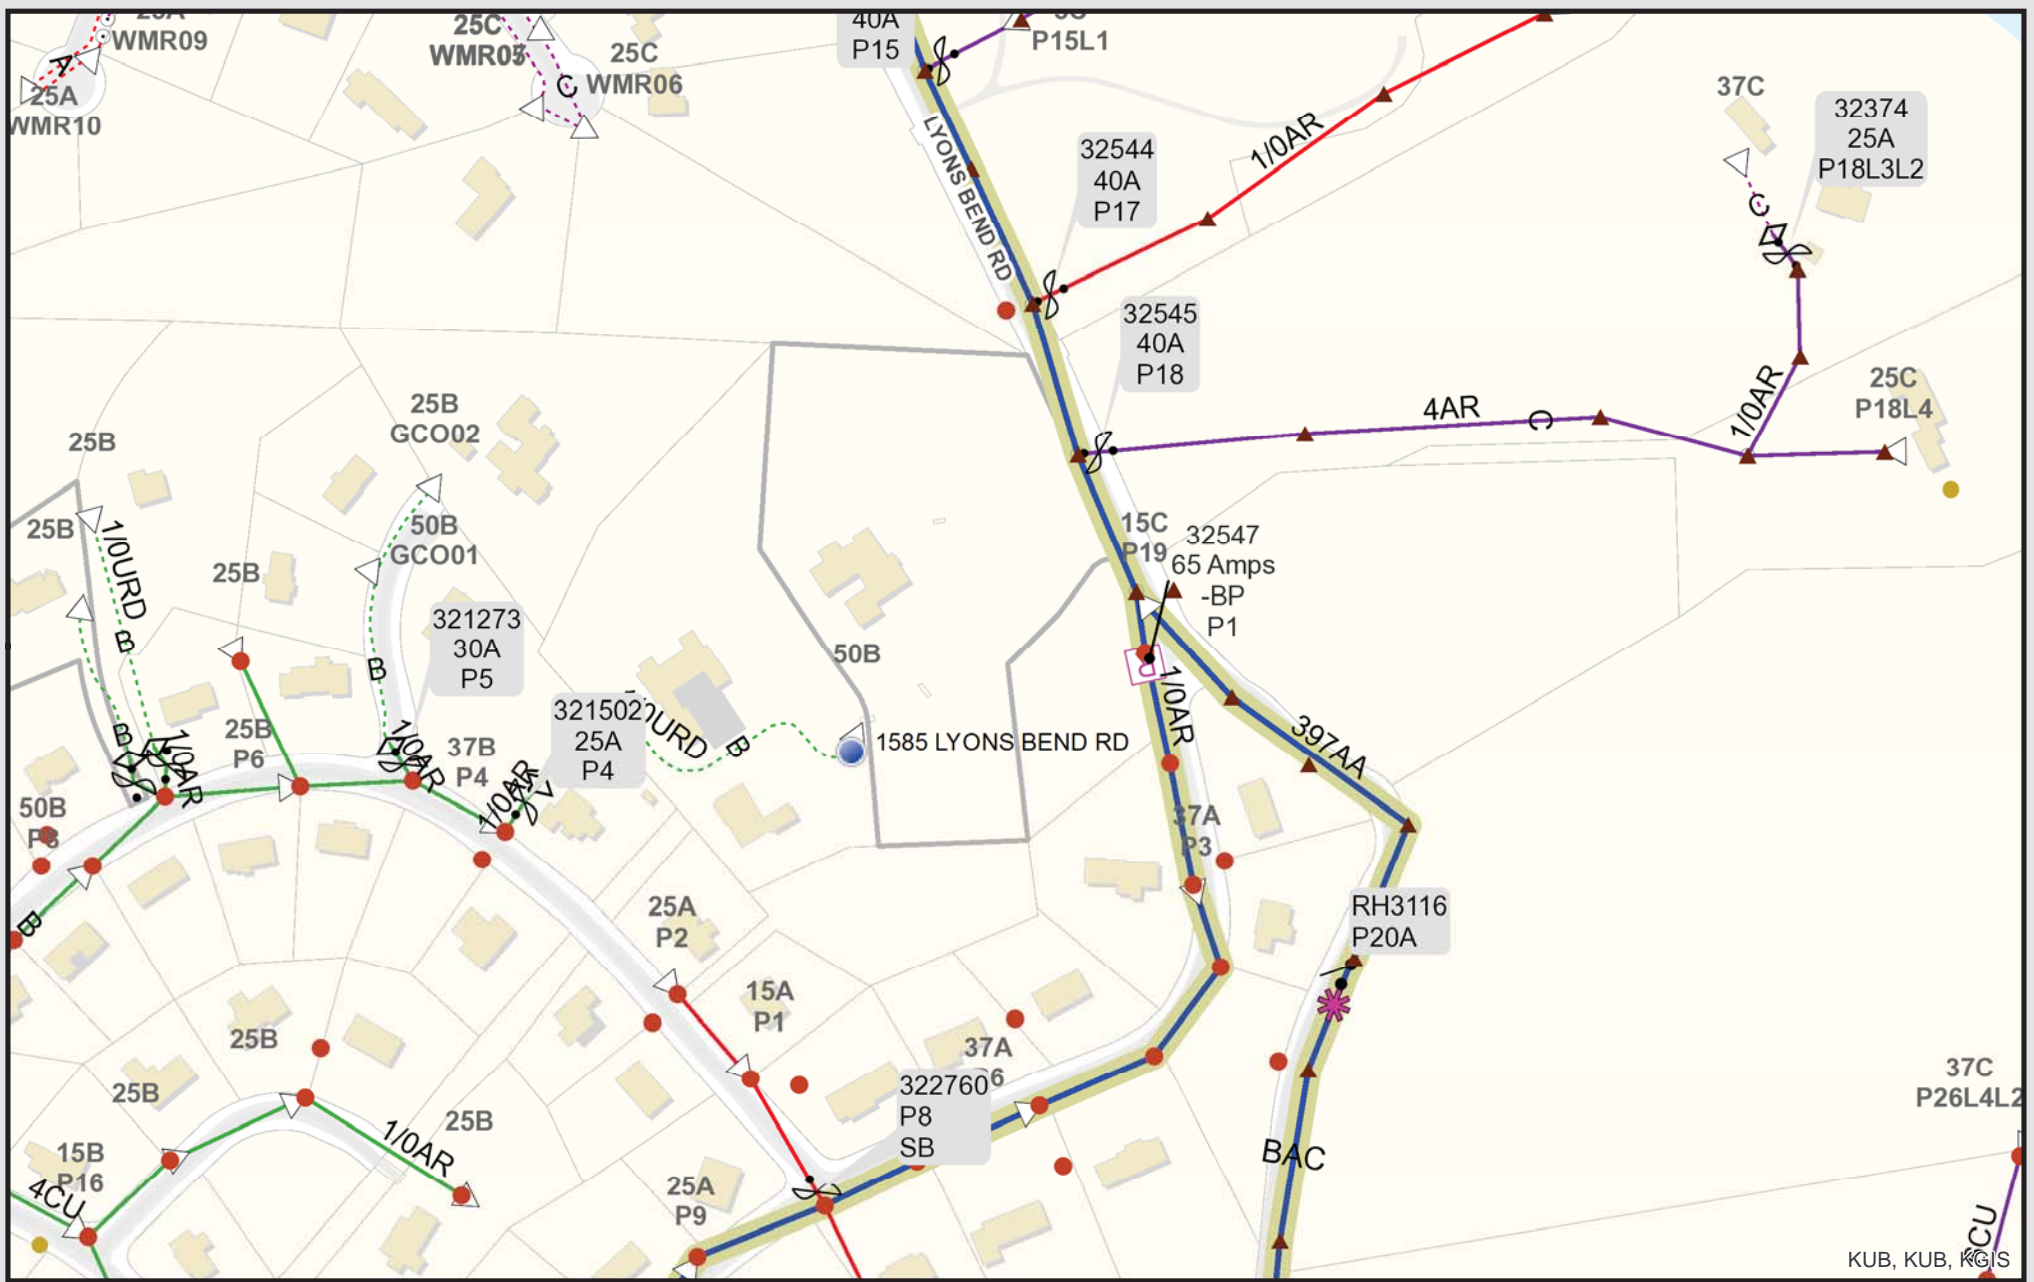 WMR09
25A
WMR10
25C
25C
WMR06
A
C
40A
P15
P15L1
LYONS BEND RD
32544
40A
P17
1/0AR
37C
32374
25A
P18L3L2
C
32545
40A
P18
4AR
C
1/0AR
25C
P18L4
25B
GCO02
25B
25B
1/0URD
B
25B
50B
GCO01
B
321273
30A
P5
15C
P19
32547
65 Amps
-BP
P1
50B
321502
25A
P4
0URD
B
1585 LYONS BEND RD
1/0AR
397AA
B
1/0AR
25B
P6
1/0AR
37B
P4
1/0AR
50B
37A
P3
B
25A
P2
RH3116
P20A
15A
P1
25B
25B
25B
37A
322760
P8
SB
1/0AR
15B
P16
4CU
25A
P9
BAC
37C
P26L4L2
KUB, KUB, KGIS